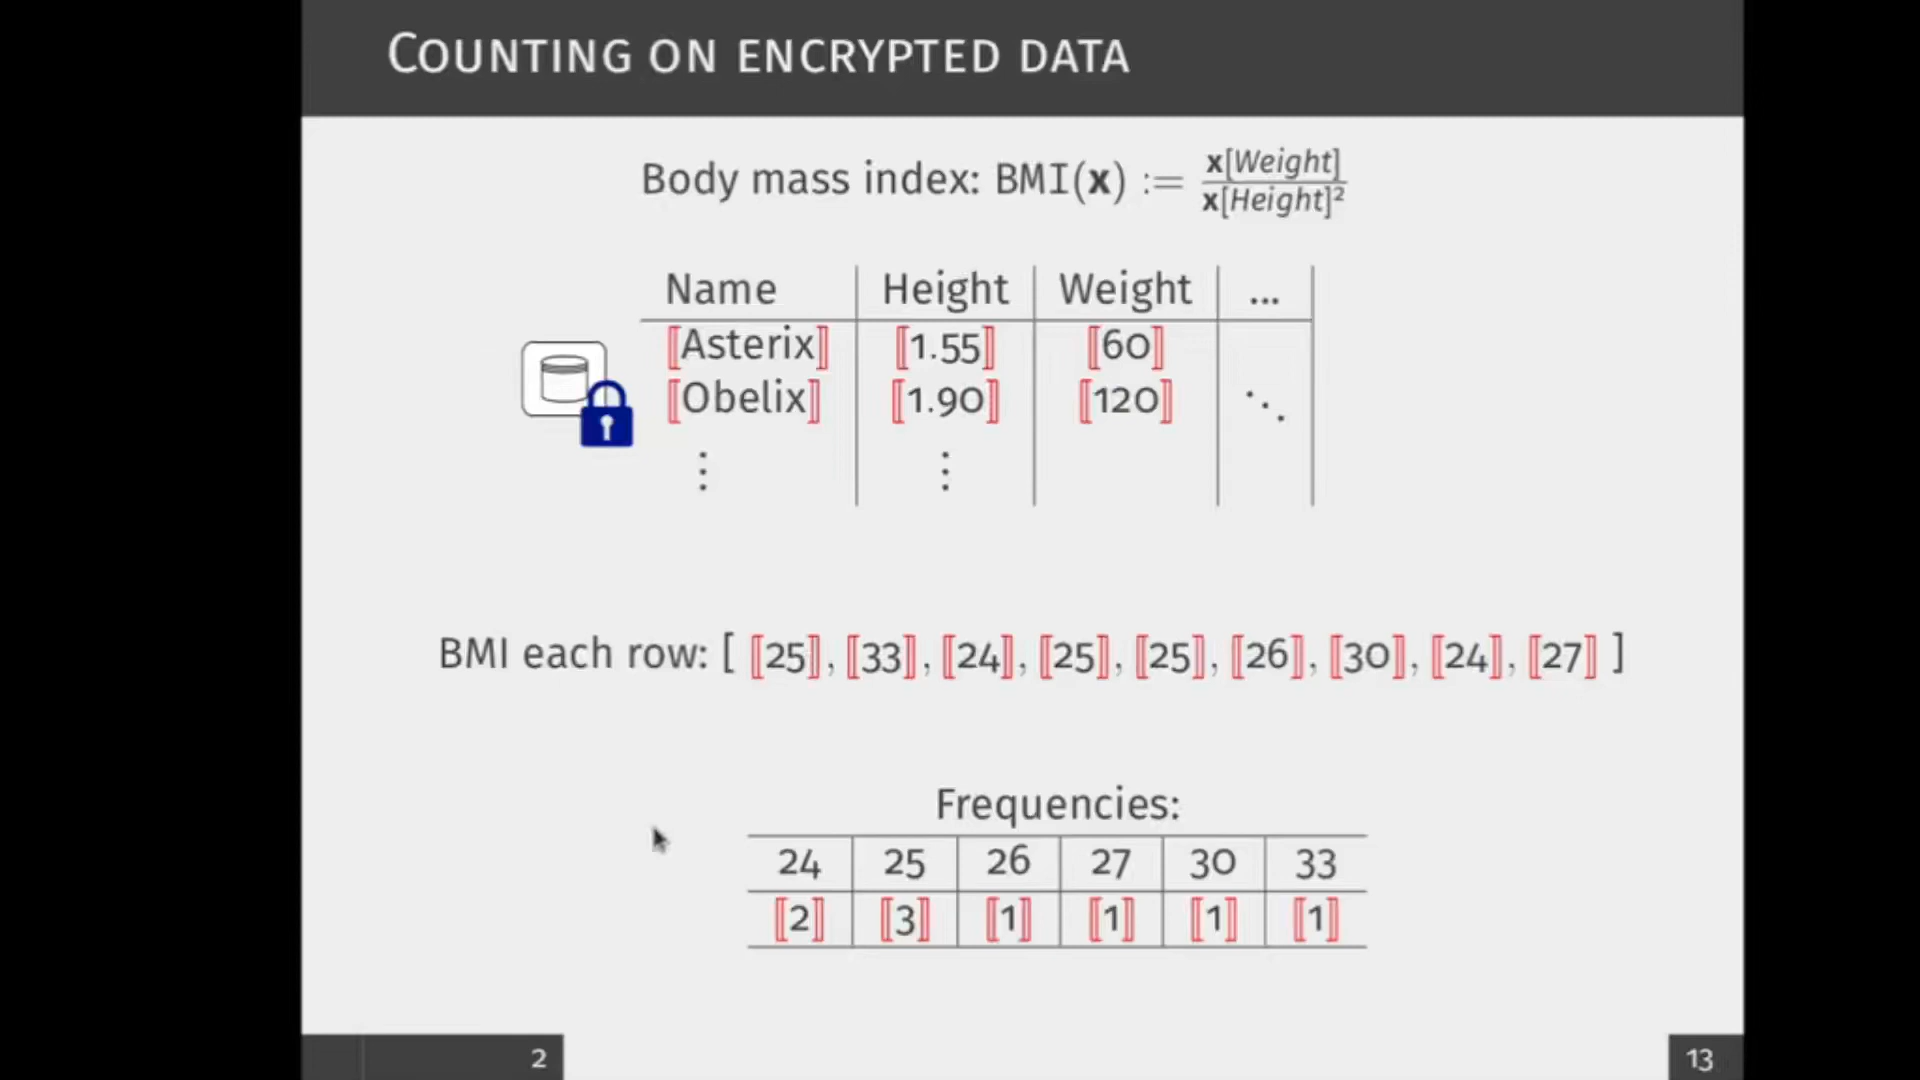 COUNTING ON ENCRYPTED DATA
Body mass index: BMI(x) := x[Weight] / x[Height]²
Name Height Weight ...
⟦Asterix⟧ ⟦1.55⟧ ⟦60⟧
⟦Obelix⟧ ⟦1.90⟧ ⟦120⟧ ⋱
⋮ ⋮
BMI each row: [ ⟦25⟧, ⟦33⟧, ⟦24⟧, ⟦25⟧, ⟦25⟧, ⟦26⟧, ⟦30⟧, ⟦24⟧, ⟦27⟧ ]
Frequencies:
24 25 26 27 30 33
⟦2⟧ ⟦3⟧ ⟦1⟧ ⟦1⟧ ⟦1⟧ ⟦1⟧
2 13